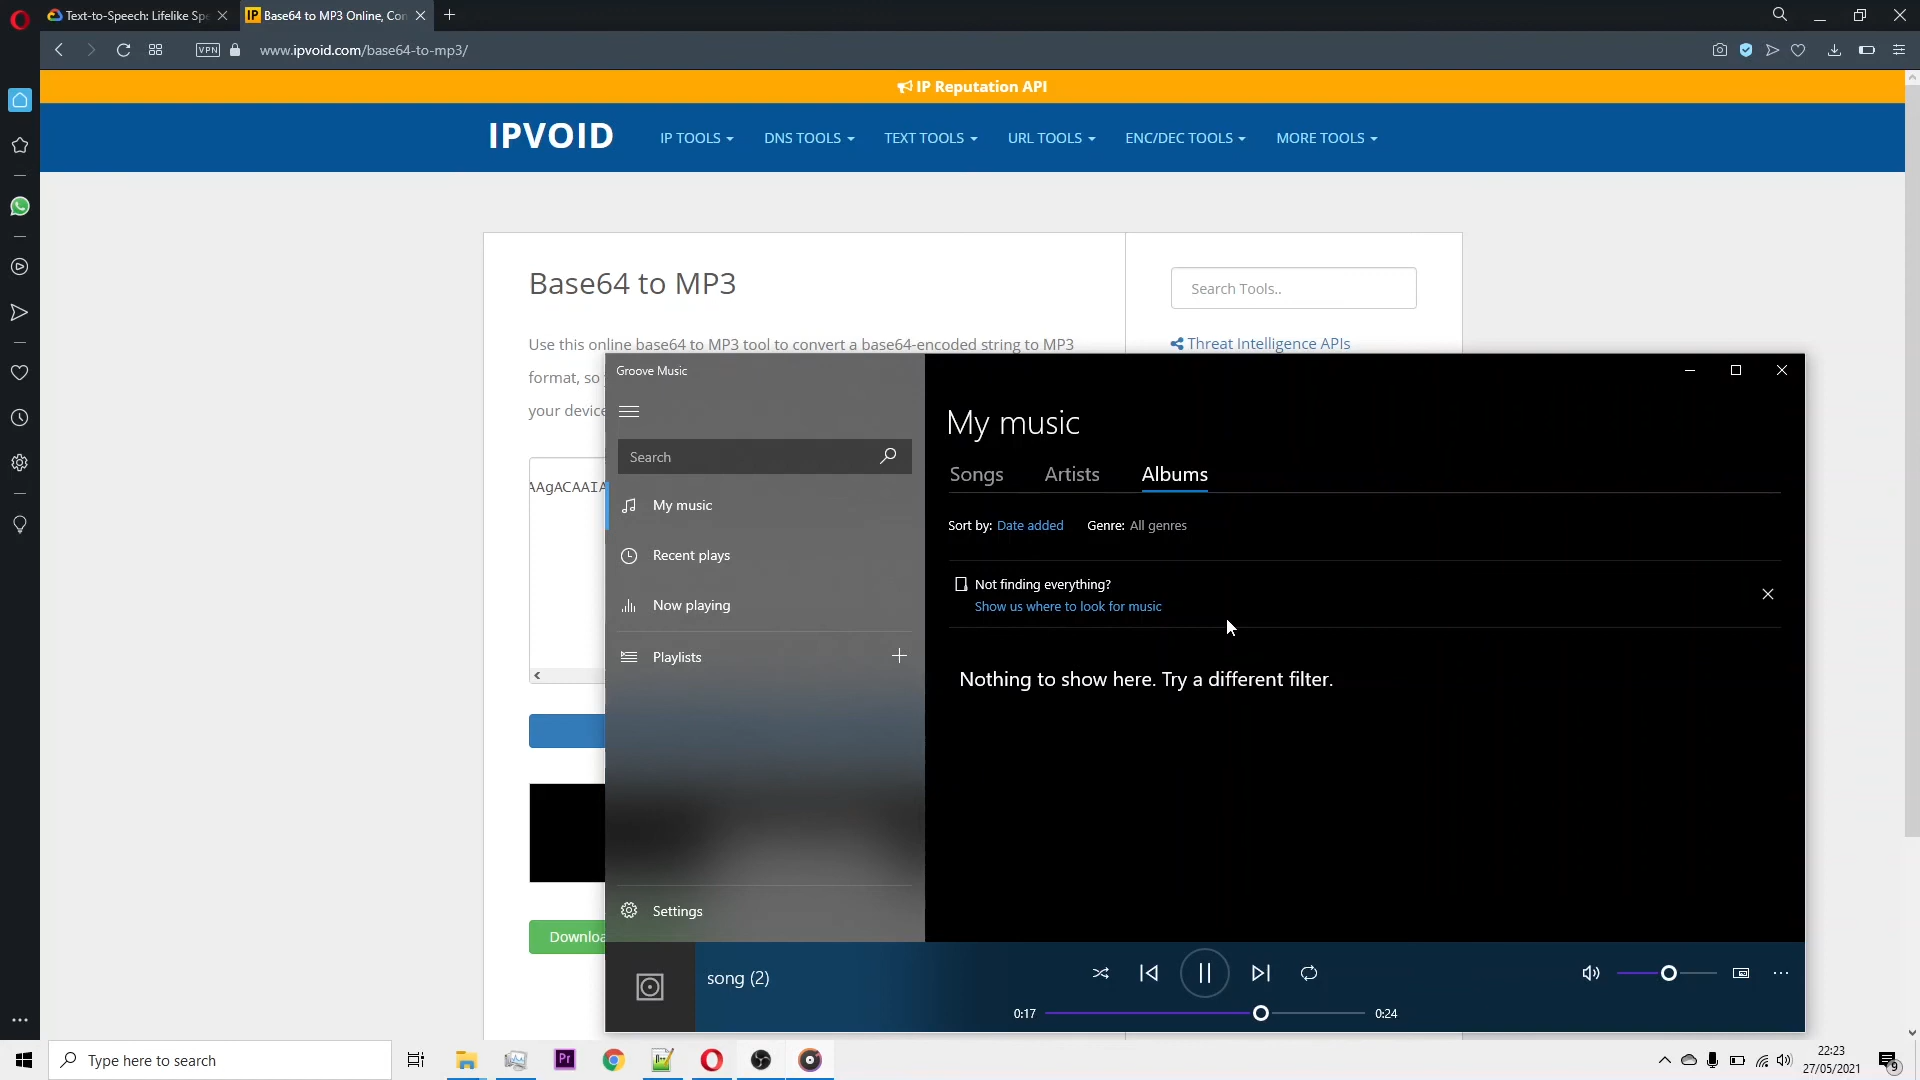 Text-to-Speech: Lifelike Spe
IP Base64 to MP3 Online, Con
VPN
www.ipvoid.com/base64-to-mp3/
IP Reputation API
IPVOID
IP TOOLS
DNS TOOLS
TEXT TOOLS
URL TOOLS
ENC/DEC TOOLS
MORE TOOLS
Base64 to MP3
Search Tools..
Use this online base64 to MP3 tool to convert a base64-encoded string to MP3
Threat Intelligence APIs
format, so
your device
AAgACAAIA
Downloa
Groove Music
Search
My music
Recent plays
Now playing
Playlists
Settings
My music
Songs
Artists
Albums
Sort by: Date added
Genre: All genres
Not finding everything?
Show us where to look for music
Nothing to show here. Try a different filter.
song (2)
0:17
0:24
Type here to search
Pr
22:23
27/05/2021
9